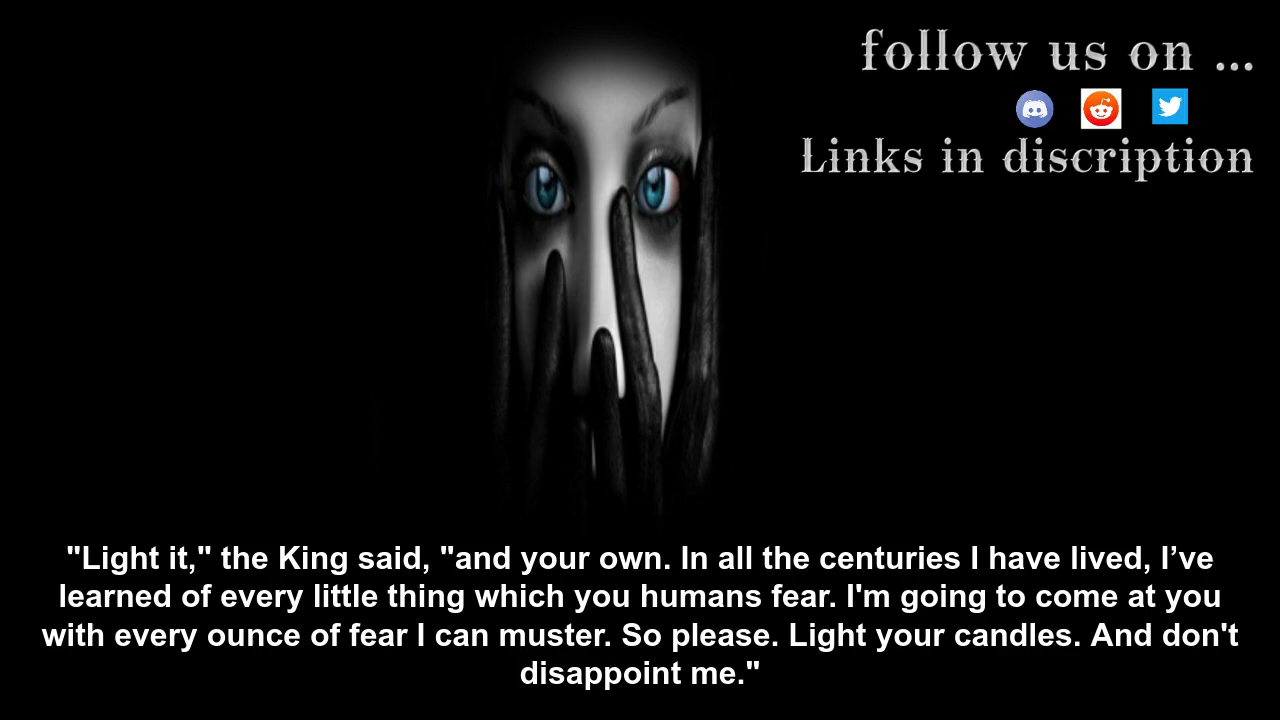 follow us on ...
Links in discription
"Light it," the King said, "and your own. In all the centuries I have lived, I’ve
learned of every little thing which you humans fear. I'm going to come at you
with every ounce of fear I can muster. So please. Light your candles. And don't
disappoint me."